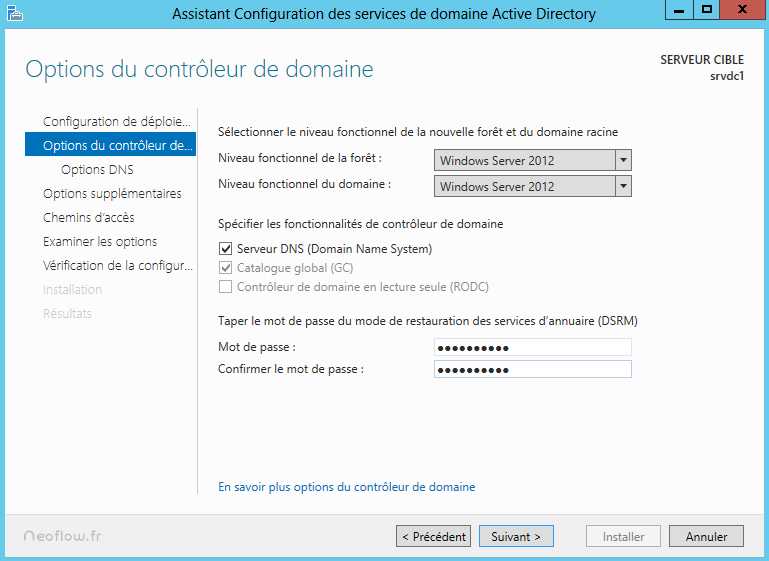 Assistant Configuration des services de domaine Active Directory
Options du contrôleur de domaine
SERVEUR CIBLE
srvdc1
Configuration de déploie...
Options du contrôleur de de...
Options DNS
Options supplémentaires
Chemins d'accès
Examiner les options
Vérification de la configur...
Installation
Résultats
Sélectionner le niveau fonctionnel de la nouvelle forêt et du domaine racine
Niveau fonctionnel de la forêt :
Windows Server 2012
Niveau fonctionnel du domaine :
Windows Server 2012
Spécifier les fonctionnalités de contrôleur de domaine
Serveur DNS (Domain Name System)
Catalogue global (GC)
Contrôleur de domaine en lecture seule (RODC)
Taper le mot de passe du mode de restauration des services d'annuaire (DSRM)
Mot de passe :
●●●●●●●●●●
Confirmer le mot de passe :
●●●●●●●●●●
En savoir plus options du contrôleur de domaine
Neoflow.fr
< Précédent
Suivant >
Installer
Annuler